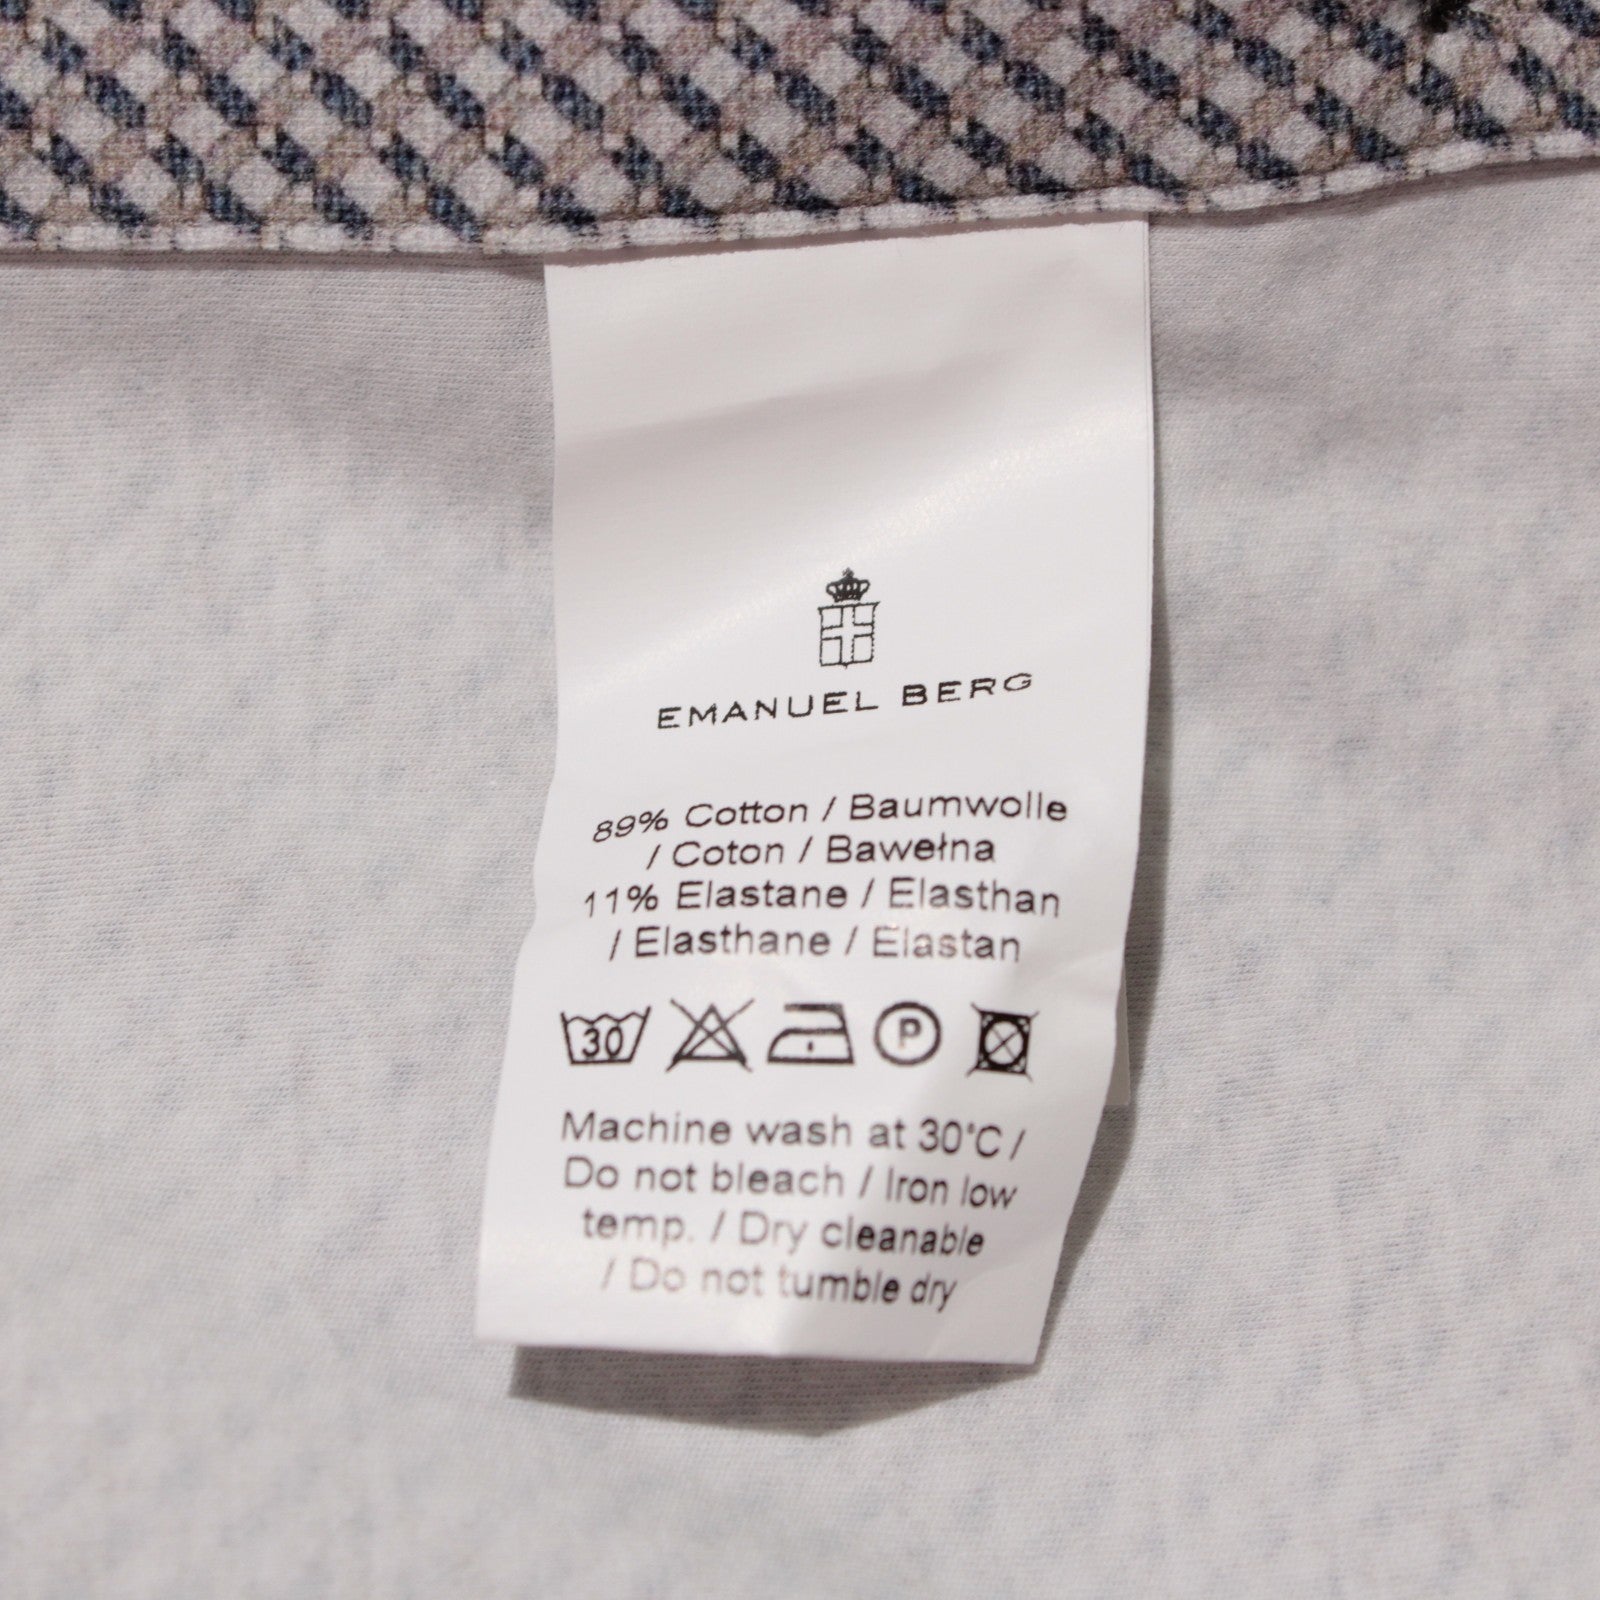 EMANUEL BERG
89% Cotton / Baumwolle
/ Coton / Bawełna
11% Elastane / Elasthan
/ Elasthane / Elastan
30 P
Machine wash at 30°C /
Do not bleach / Iron low
temp. / Dry cleanable
/ Do not tumble dry